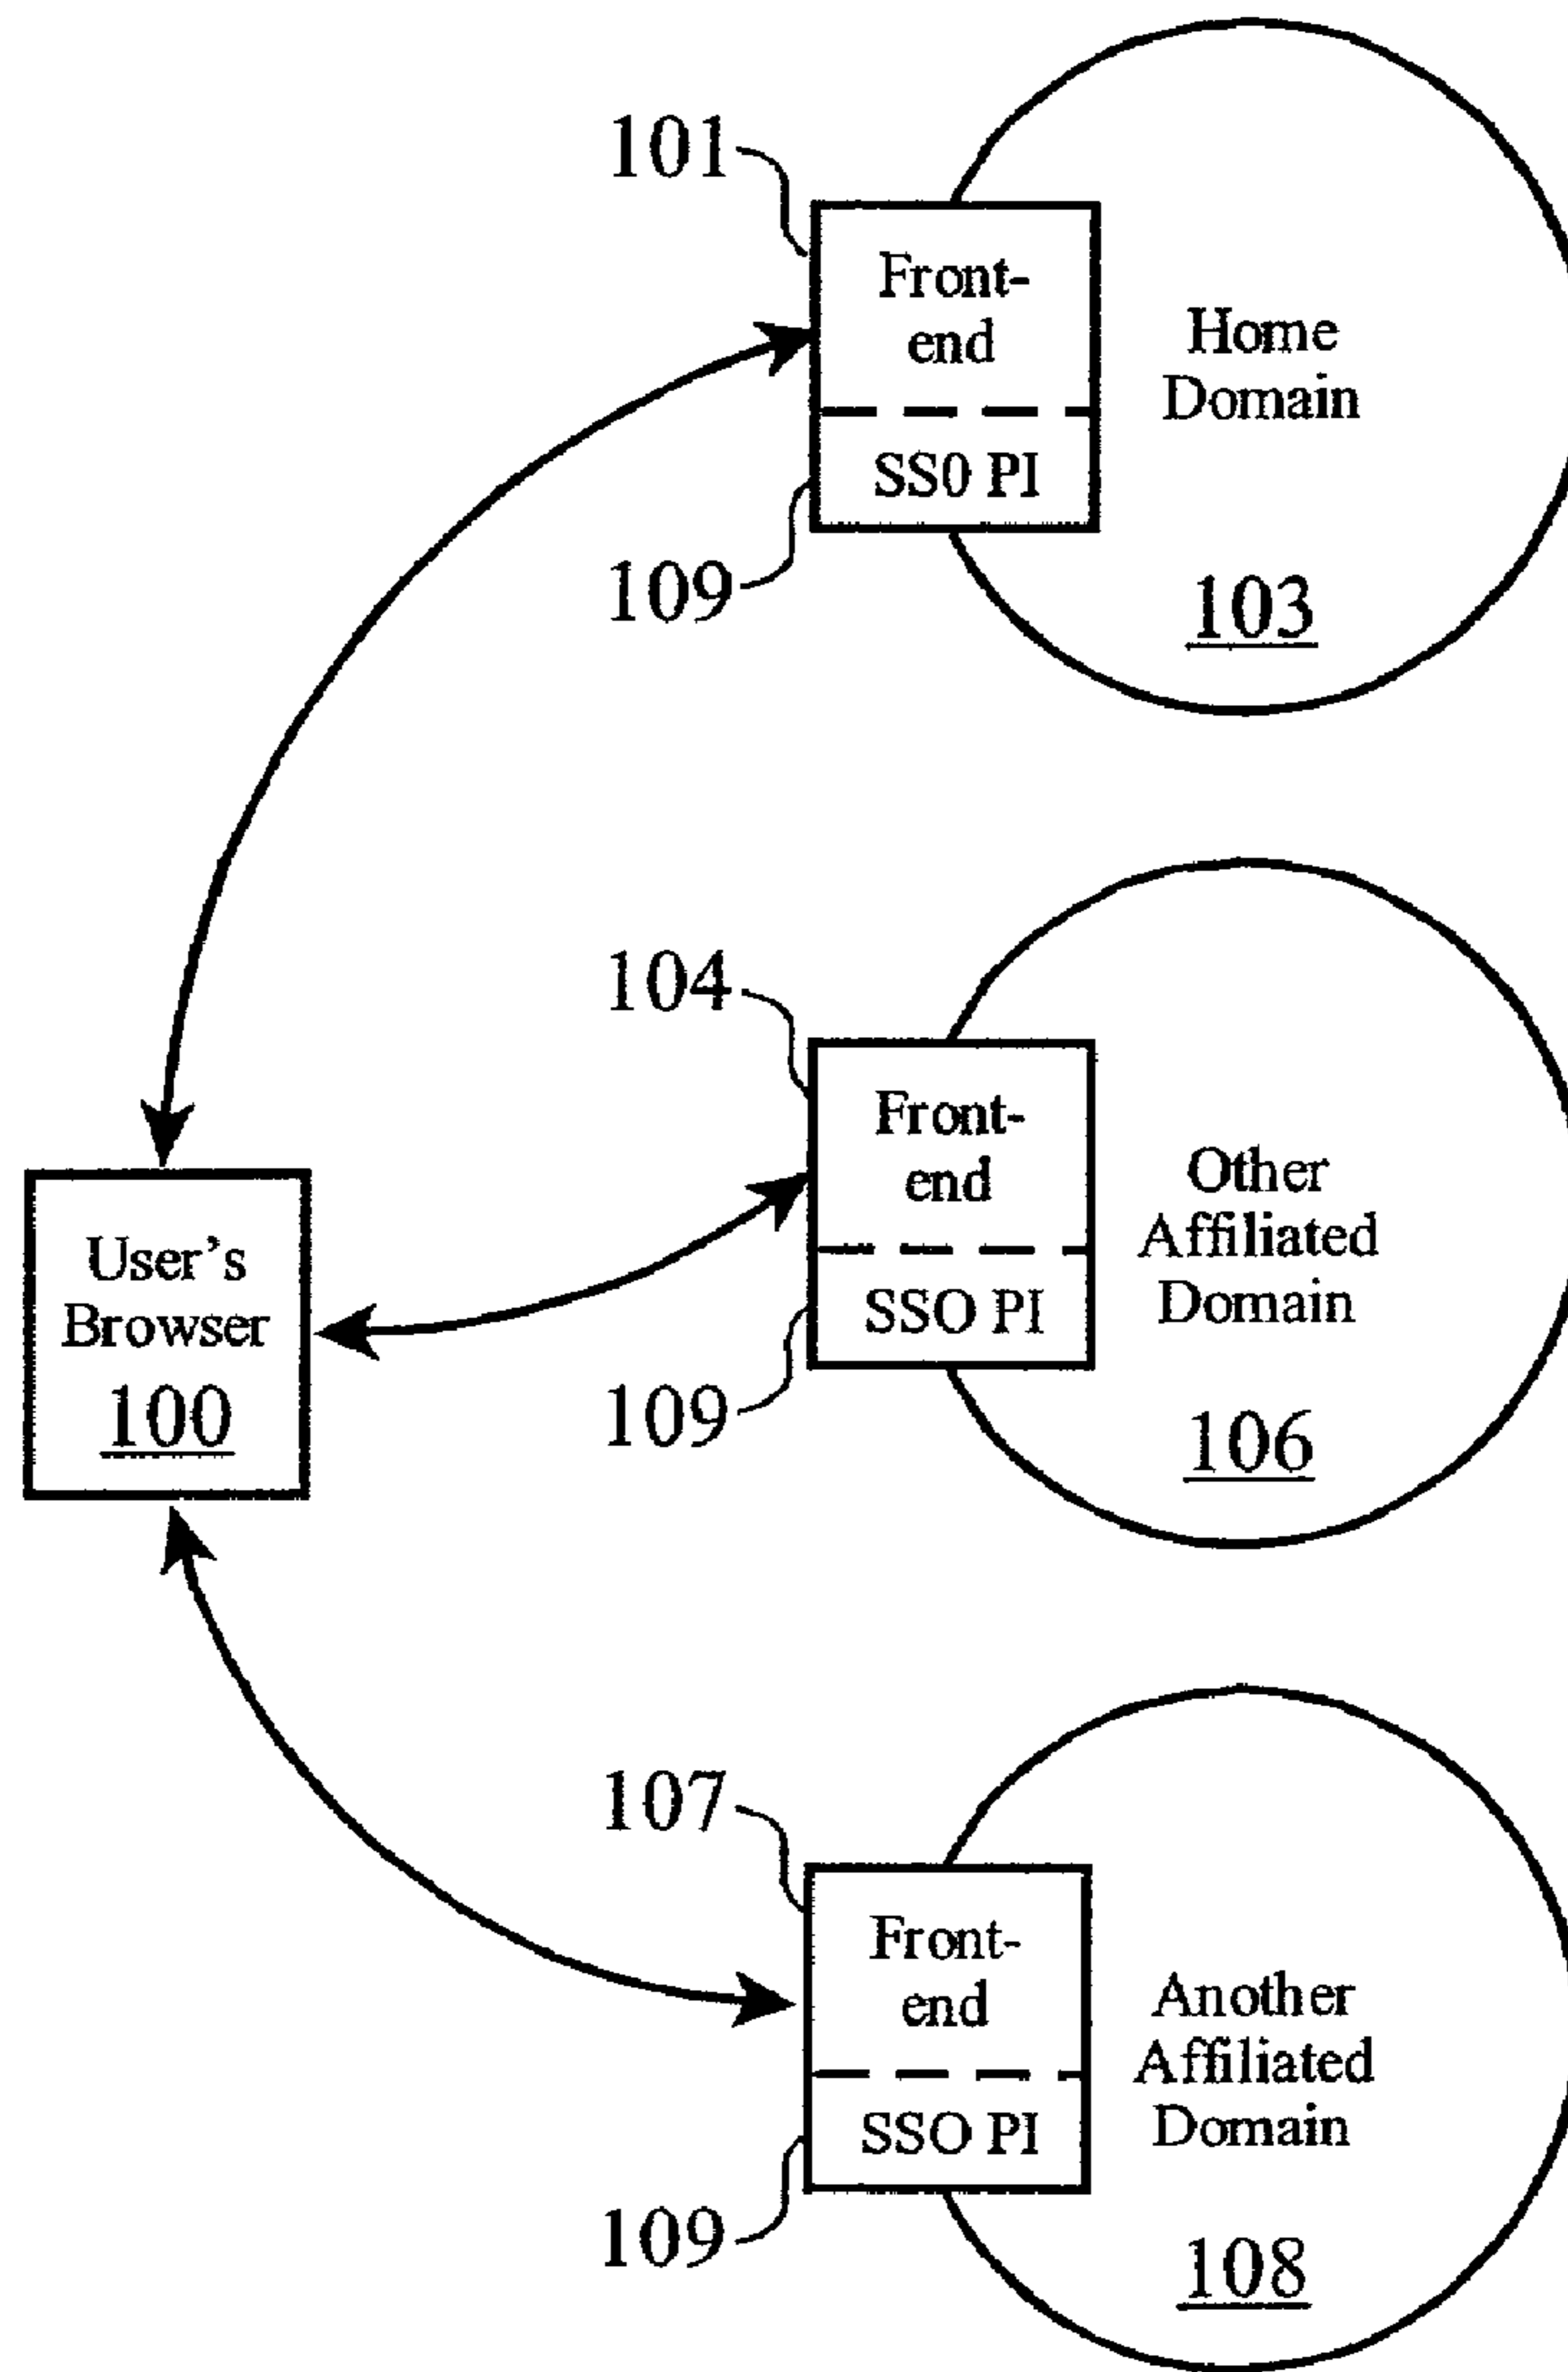 101
Front-
end
SS0 PI
109
Home
Domain
103
104
Front-
end
SSO PI
109
Other
Affiliated
Domain
106
User's
Browser
100
107
Front-
end
SSO PI
109
Another
Affiliated
Domain
108